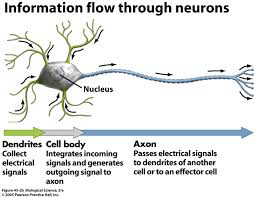 Information flow through neurons
Nucleus
Dendrites
Collect
electrical
signals
Cell body
Integrates incoming
signals and generates
outgoing signal to
axon
Axon
Passes electrical signals
to dendrites of another
cell or to an effector cell
Figure 45-2b Biological Science, 2/e
© 2005 Pearson Prentice Hall, Inc.